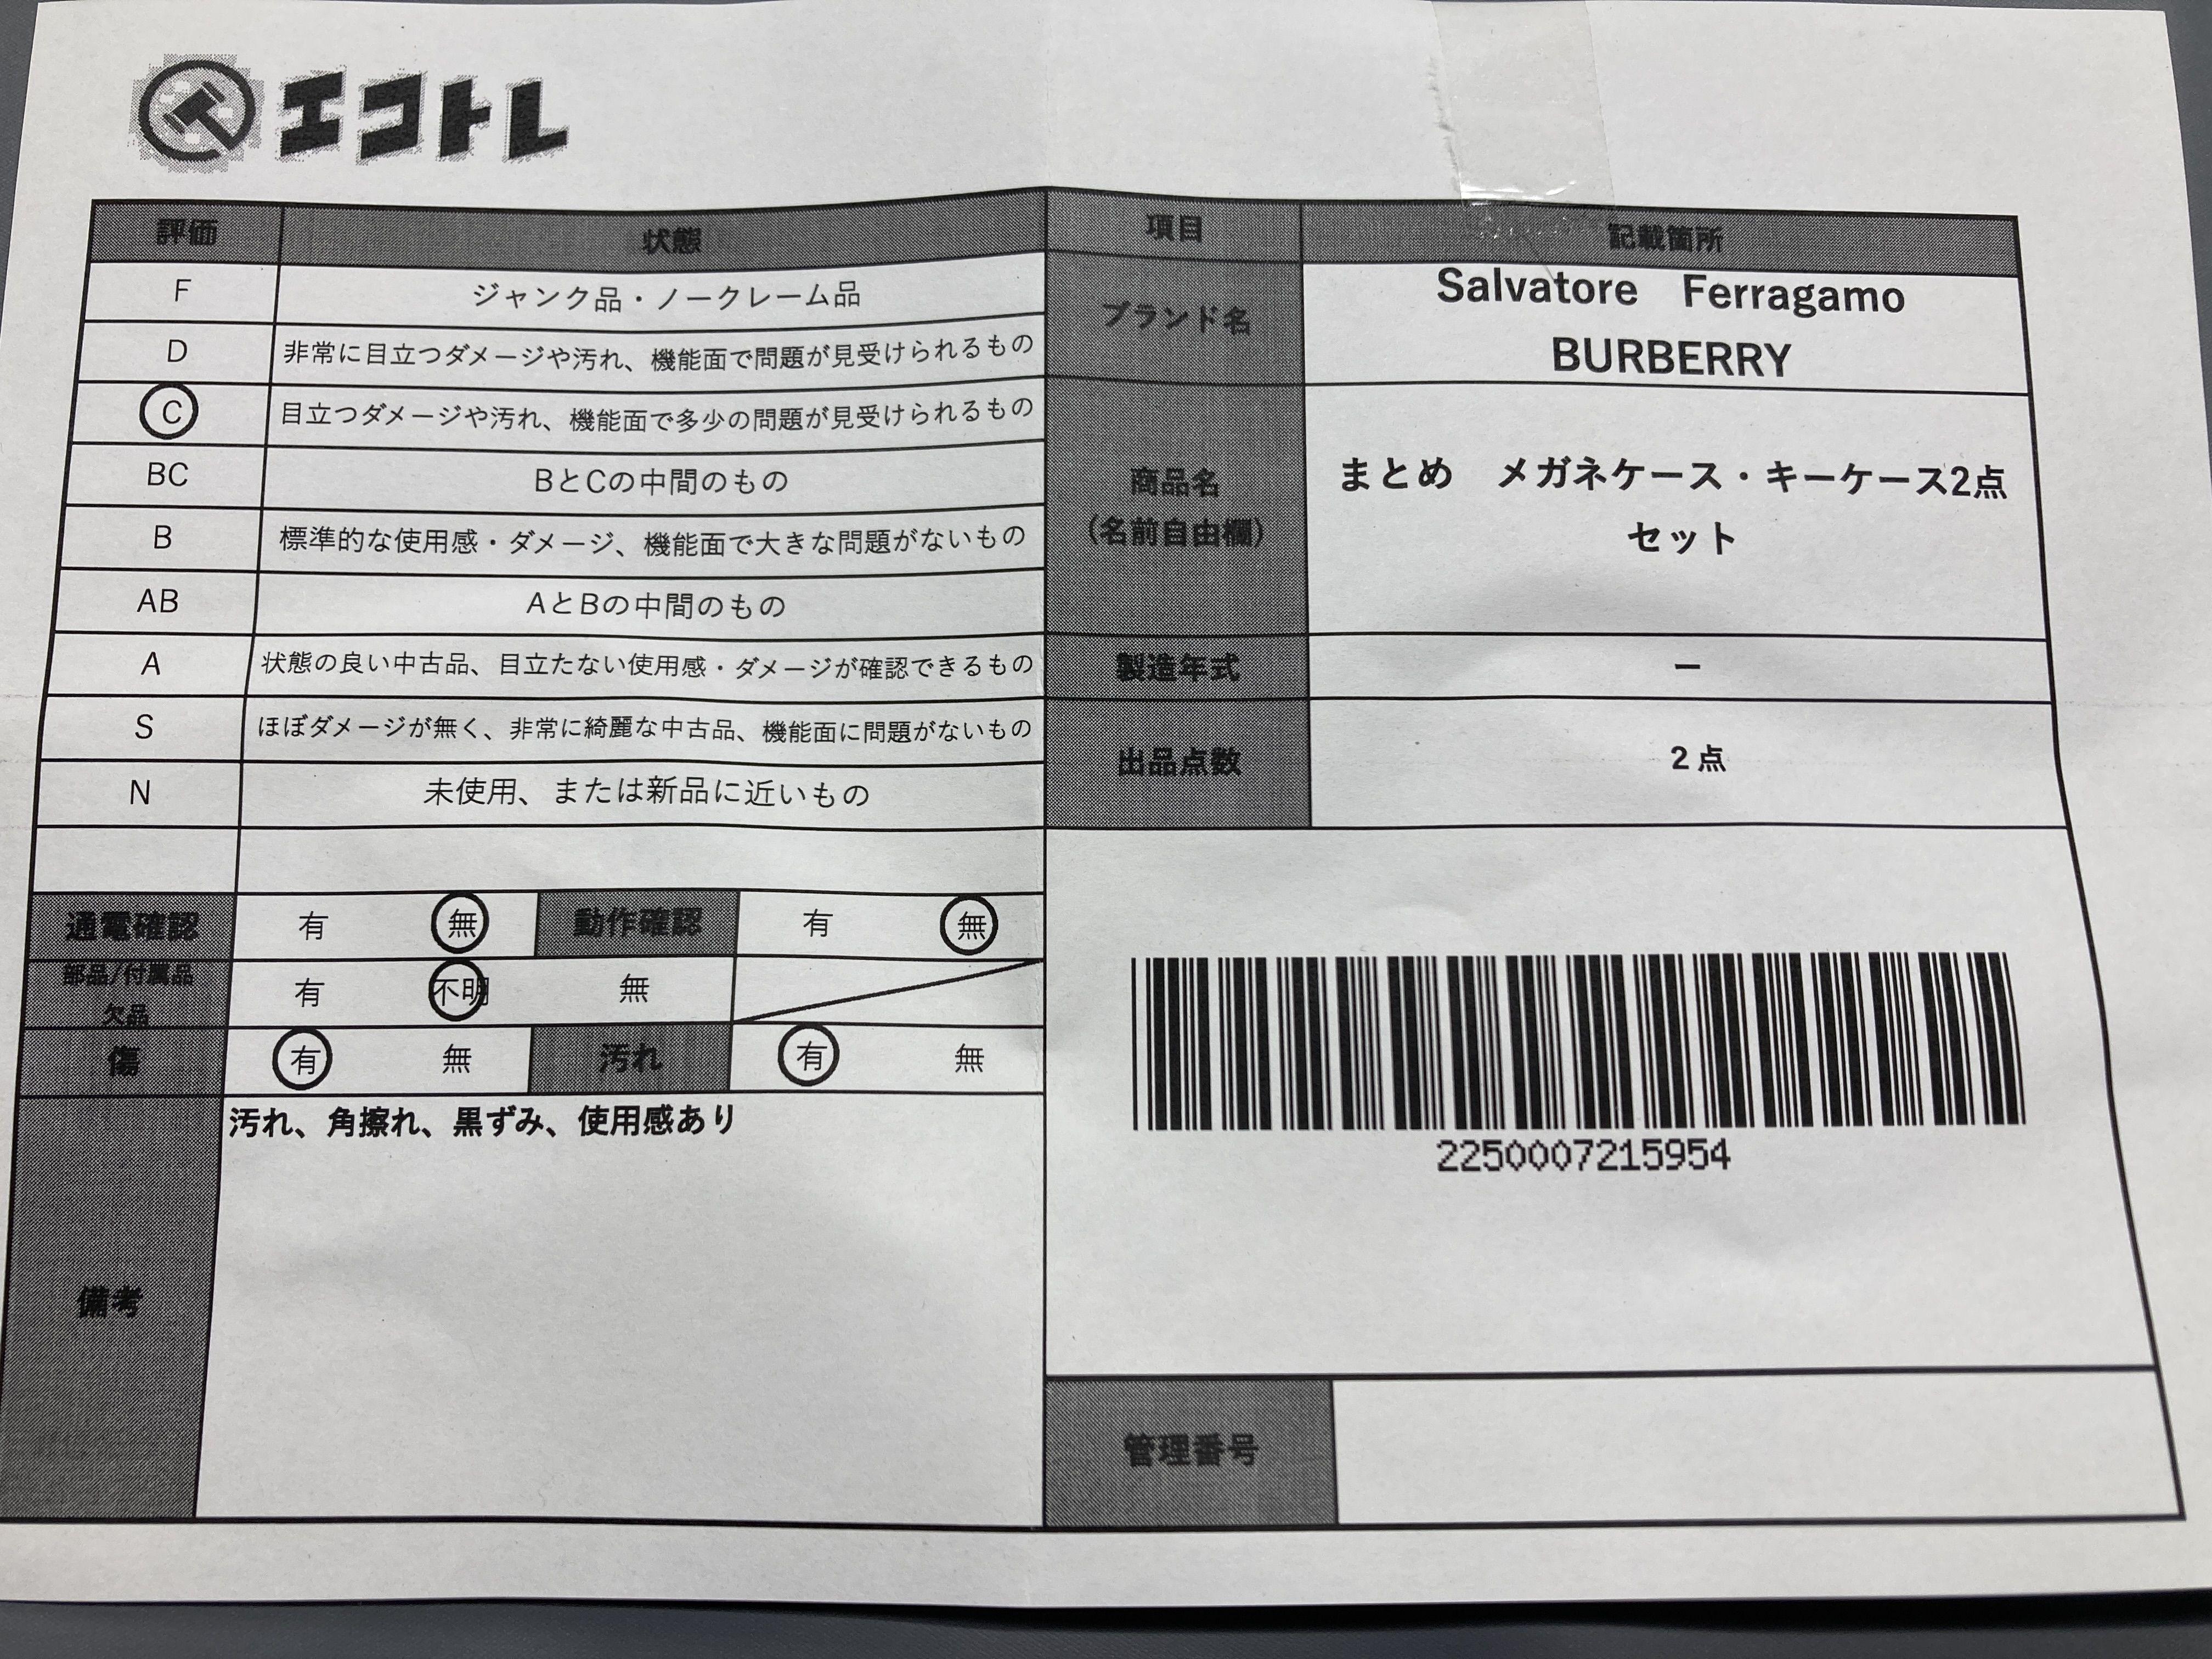 エコトレ
評価 状態
F ジャンク品・ノークレーム品
D 非常に目立つダメージや汚れ、機能面で問題が見受けられるもの
C 目立つダメージや汚れ、機能面で多少の問題が見受けられるもの
BC BとCの中間のもの
B 標準的な使用感・ダメージ、機能面で大きな問題がないもの
AB AとBの中間のもの
A 状態の良い中古品、目立たない使用感・ダメージが確認できるもの
S ほぼダメージが無く、非常に綺麗な中古品、機能面に問題がないもの
N 未使用、または新品に近いもの
通電確認 有 無 動作確認 有 無
部品/付属品
欠品 有 不明 無
傷 有 無 汚れ 有 無
備考 汚れ、角擦れ、黒ずみ、使用感あり
項目 記載箇所
ブランド名 Salvatore Ferragamo
BURBERRY
商品名
(名前自由欄)
まとめ メガネケース・キーケース2点
セット
製造年式 ー
出品点数 2点
2250007215954
管理番号